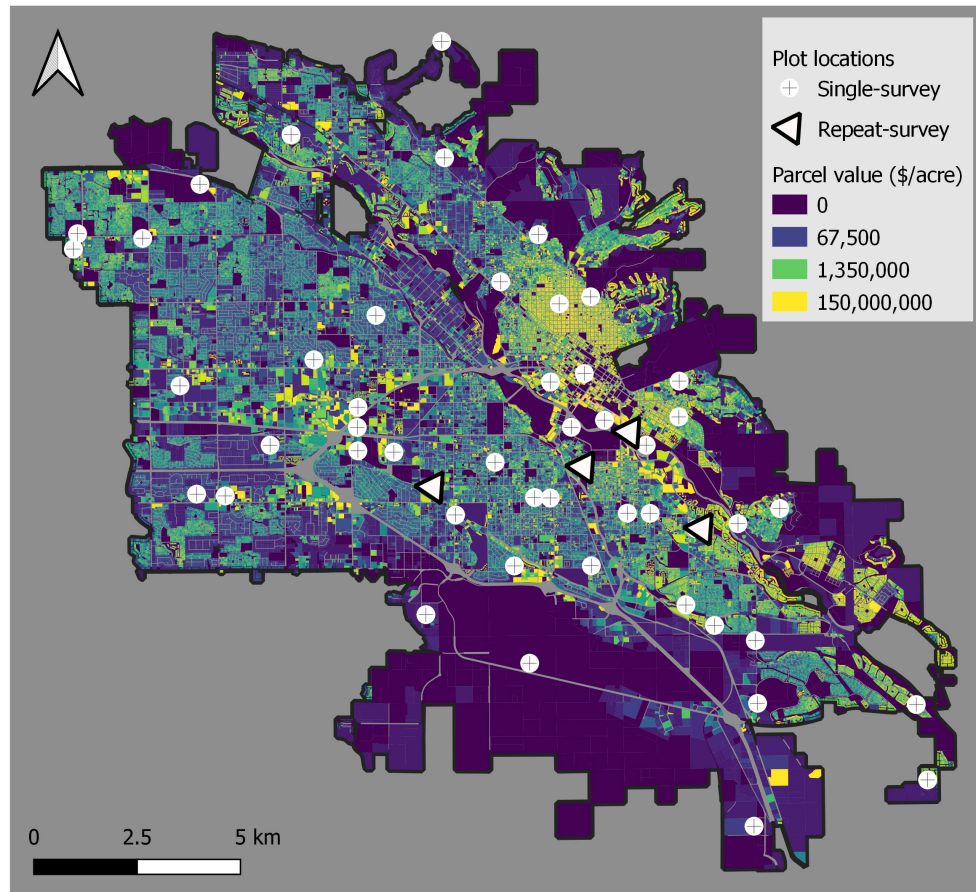 Plot locations
Single-survey
Repeat-survey
Parcel value ($/acre)
0
67,500
1,350,000
150,000,000
0 2.5 5 km